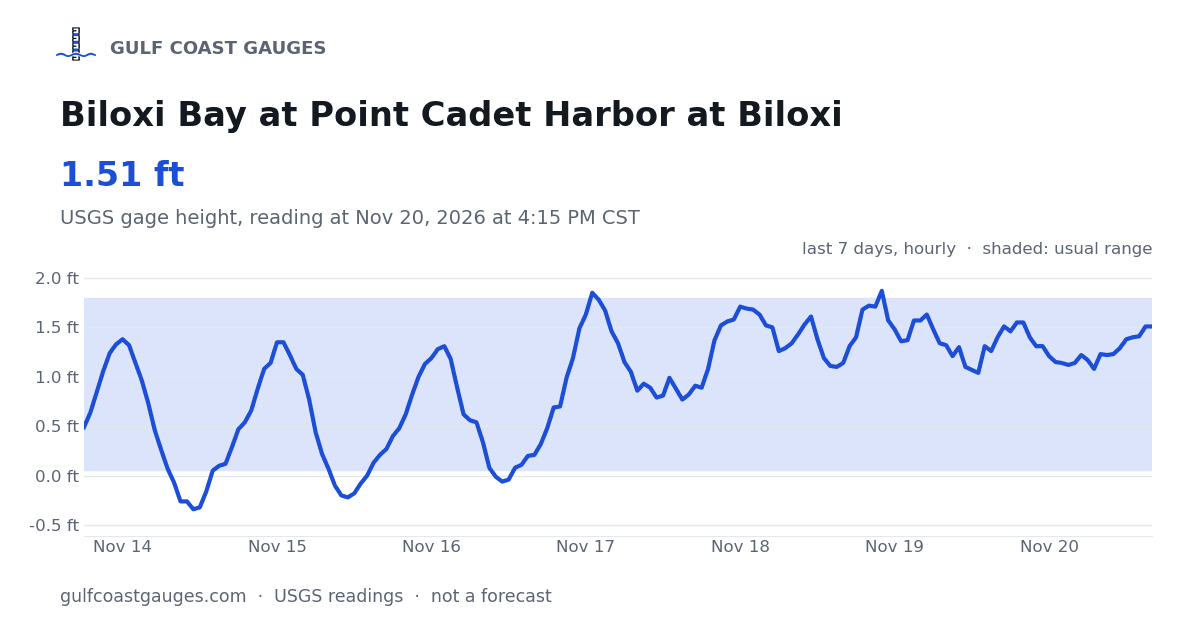 GULF COAST GAUGES
Biloxi Bay at Point Cadet Harbor at Biloxi
1.51 ft
USGS gage height, reading at Nov 20, 2026 at 4:15 PM CST
last 7 days, hourly · shaded: usual range
2.0 ft
1.5 ft
1.0 ft
0.5 ft
0.0 ft
-0.5 ft
Nov 14 Nov 15 Nov 16 Nov 17 Nov 18 Nov 19 Nov 20
gulfcoastgauges.com · USGS readings · not a forecast